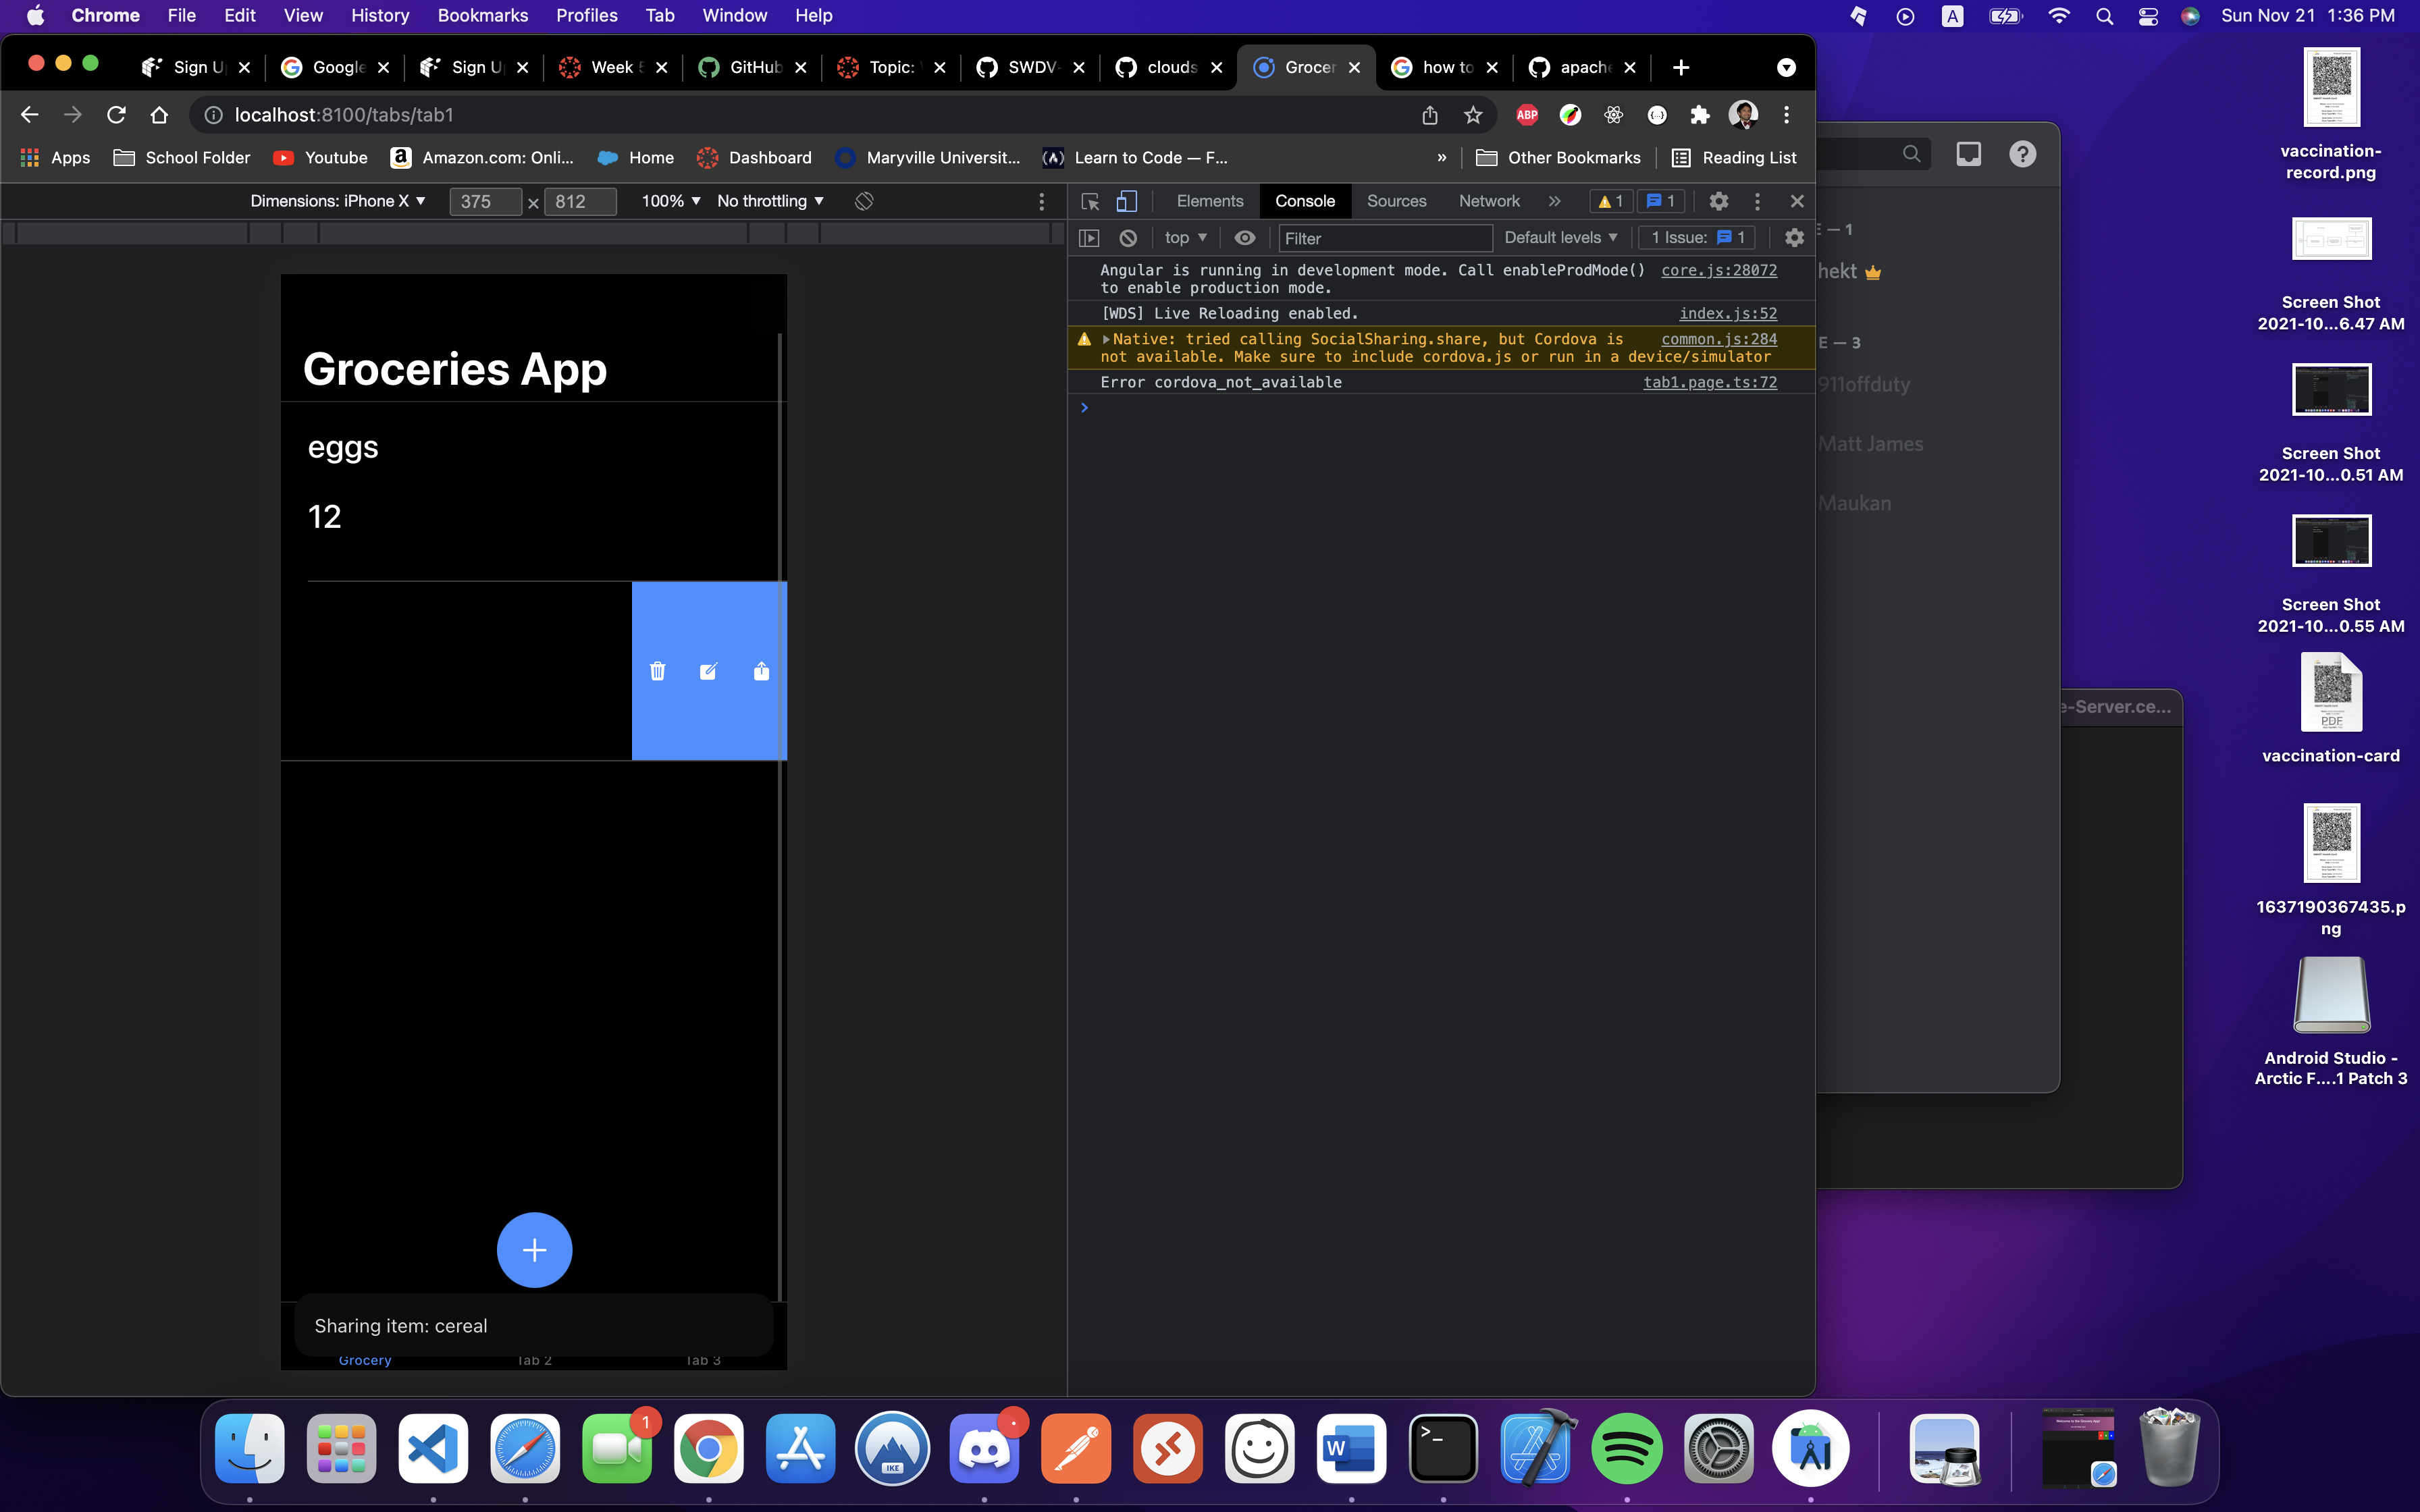 Chrome File Edit View History Bookmarks Profiles Tab Window Help
A
Sun Nov 21 1:36 PM
Sign U
Google
Sign U
Week 5
GitHub
Topic:
SWDV-
clouds
Grocer
how to
apache
localhost:8100/tabs/tab1
ABP
Apps School Folder Youtube Amazon.com: Onli... Home Dashboard Maryville Universit... Learn to Code — F... » Other Bookmarks Reading List
Dimensions: iPhone X ▼ 375 × 812 100% ▼ No throttling ▼
Elements Console Sources Network » 1 1
top ▼ Filter Default levels ▼ 1 Issue: 1
Angular is running in development mode. Call enableProdMode() core.js:28072
to enable production mode.
[WDS] Live Reloading enabled. index.js:52
Native: tried calling SocialSharing.share, but Cordova is common.js:284
not available. Make sure to include cordova.js or run in a device/simulator
Error cordova_not_available tab1.page.ts:72
Groceries App
eggs
12
Sharing item: cereal
Grocery Tab 2 Tab 3
E — 1
hekt
E — 3
911offduty
Matt James
Maukan
e-Server.ce...
vaccination-
record.png
Screen Shot
2021-10...6.47 AM
Screen Shot
2021-10...0.51 AM
Screen Shot
2021-10...0.55 AM
PDF
vaccination-card
1637190367435.p
ng
Android Studio -
Arctic F....1 Patch 3
1
IKE
W
>_